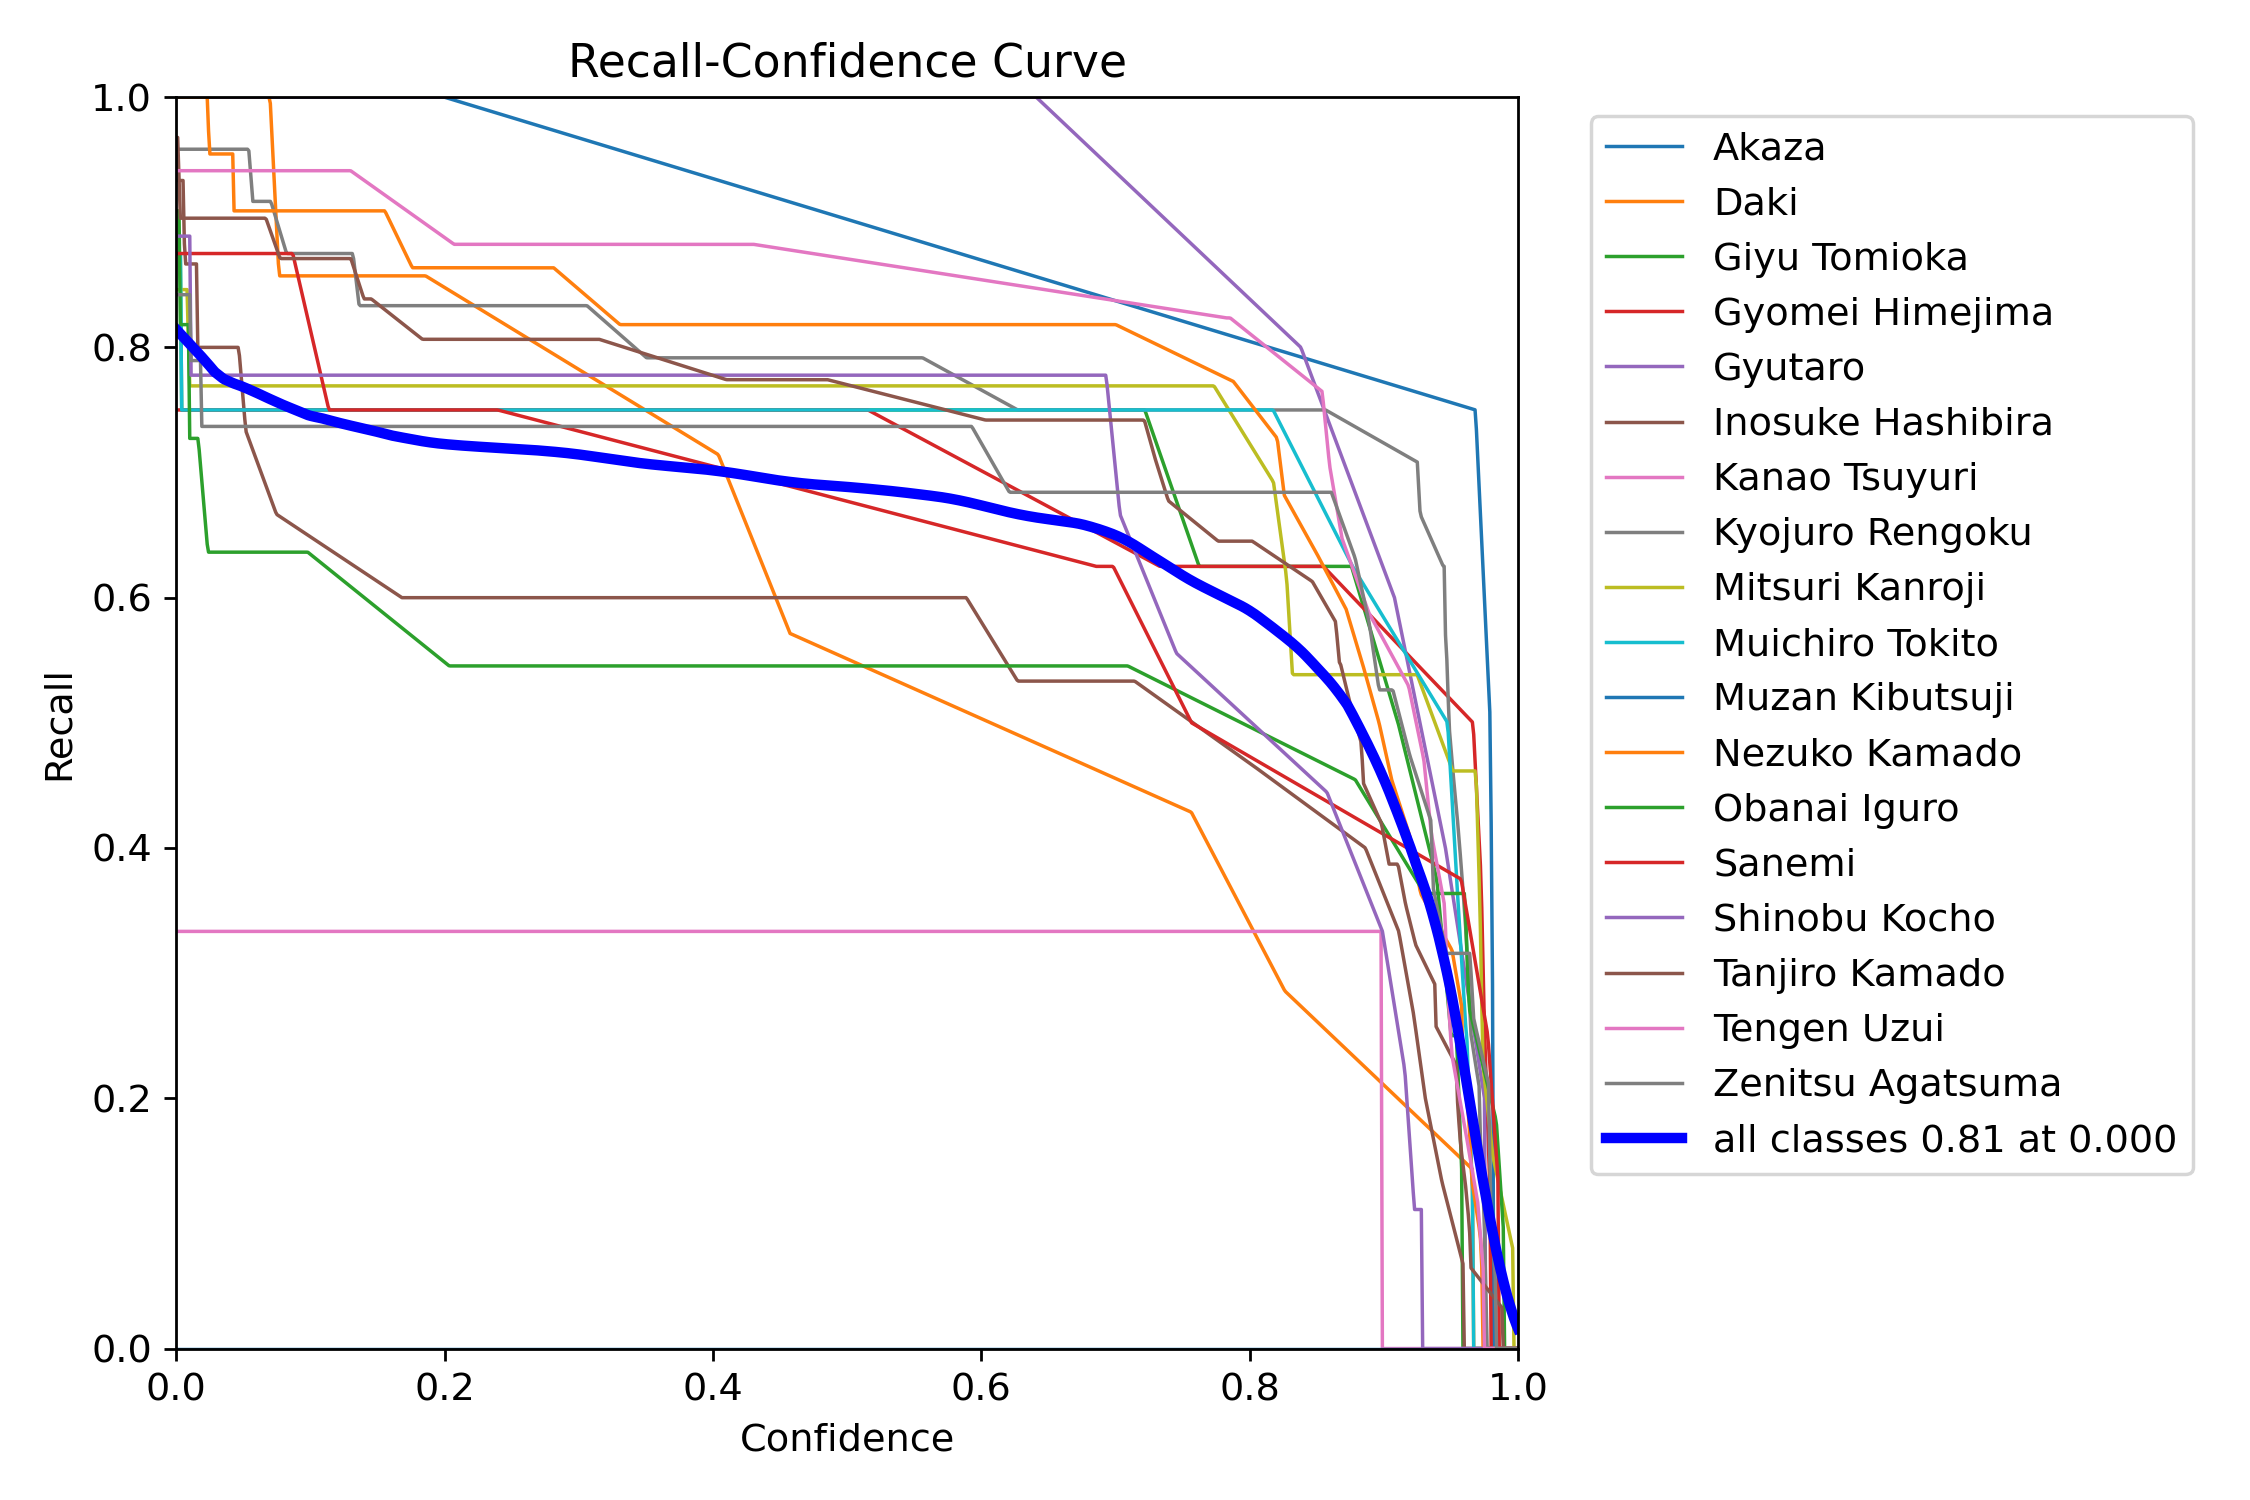 Recall-Confidence Curve
1.0
0.8
0.6
0.4
0.2
0.0
Recall
0.0 0.2 0.4 0.6 0.8 1.0
Confidence
Akaza
Daki
Giyu Tomioka
Gyomei Himejima
Gyutaro
Inosuke Hashibira
Kanao Tsuyuri
Kyojuro Rengoku
Mitsuri Kanroji
Muichiro Tokito
Muzan Kibutsuji
Nezuko Kamado
Obanai Iguro
Sanemi
Shinobu Kocho
Tanjiro Kamado
Tengen Uzui
Zenitsu Agatsuma
all classes 0.81 at 0.000